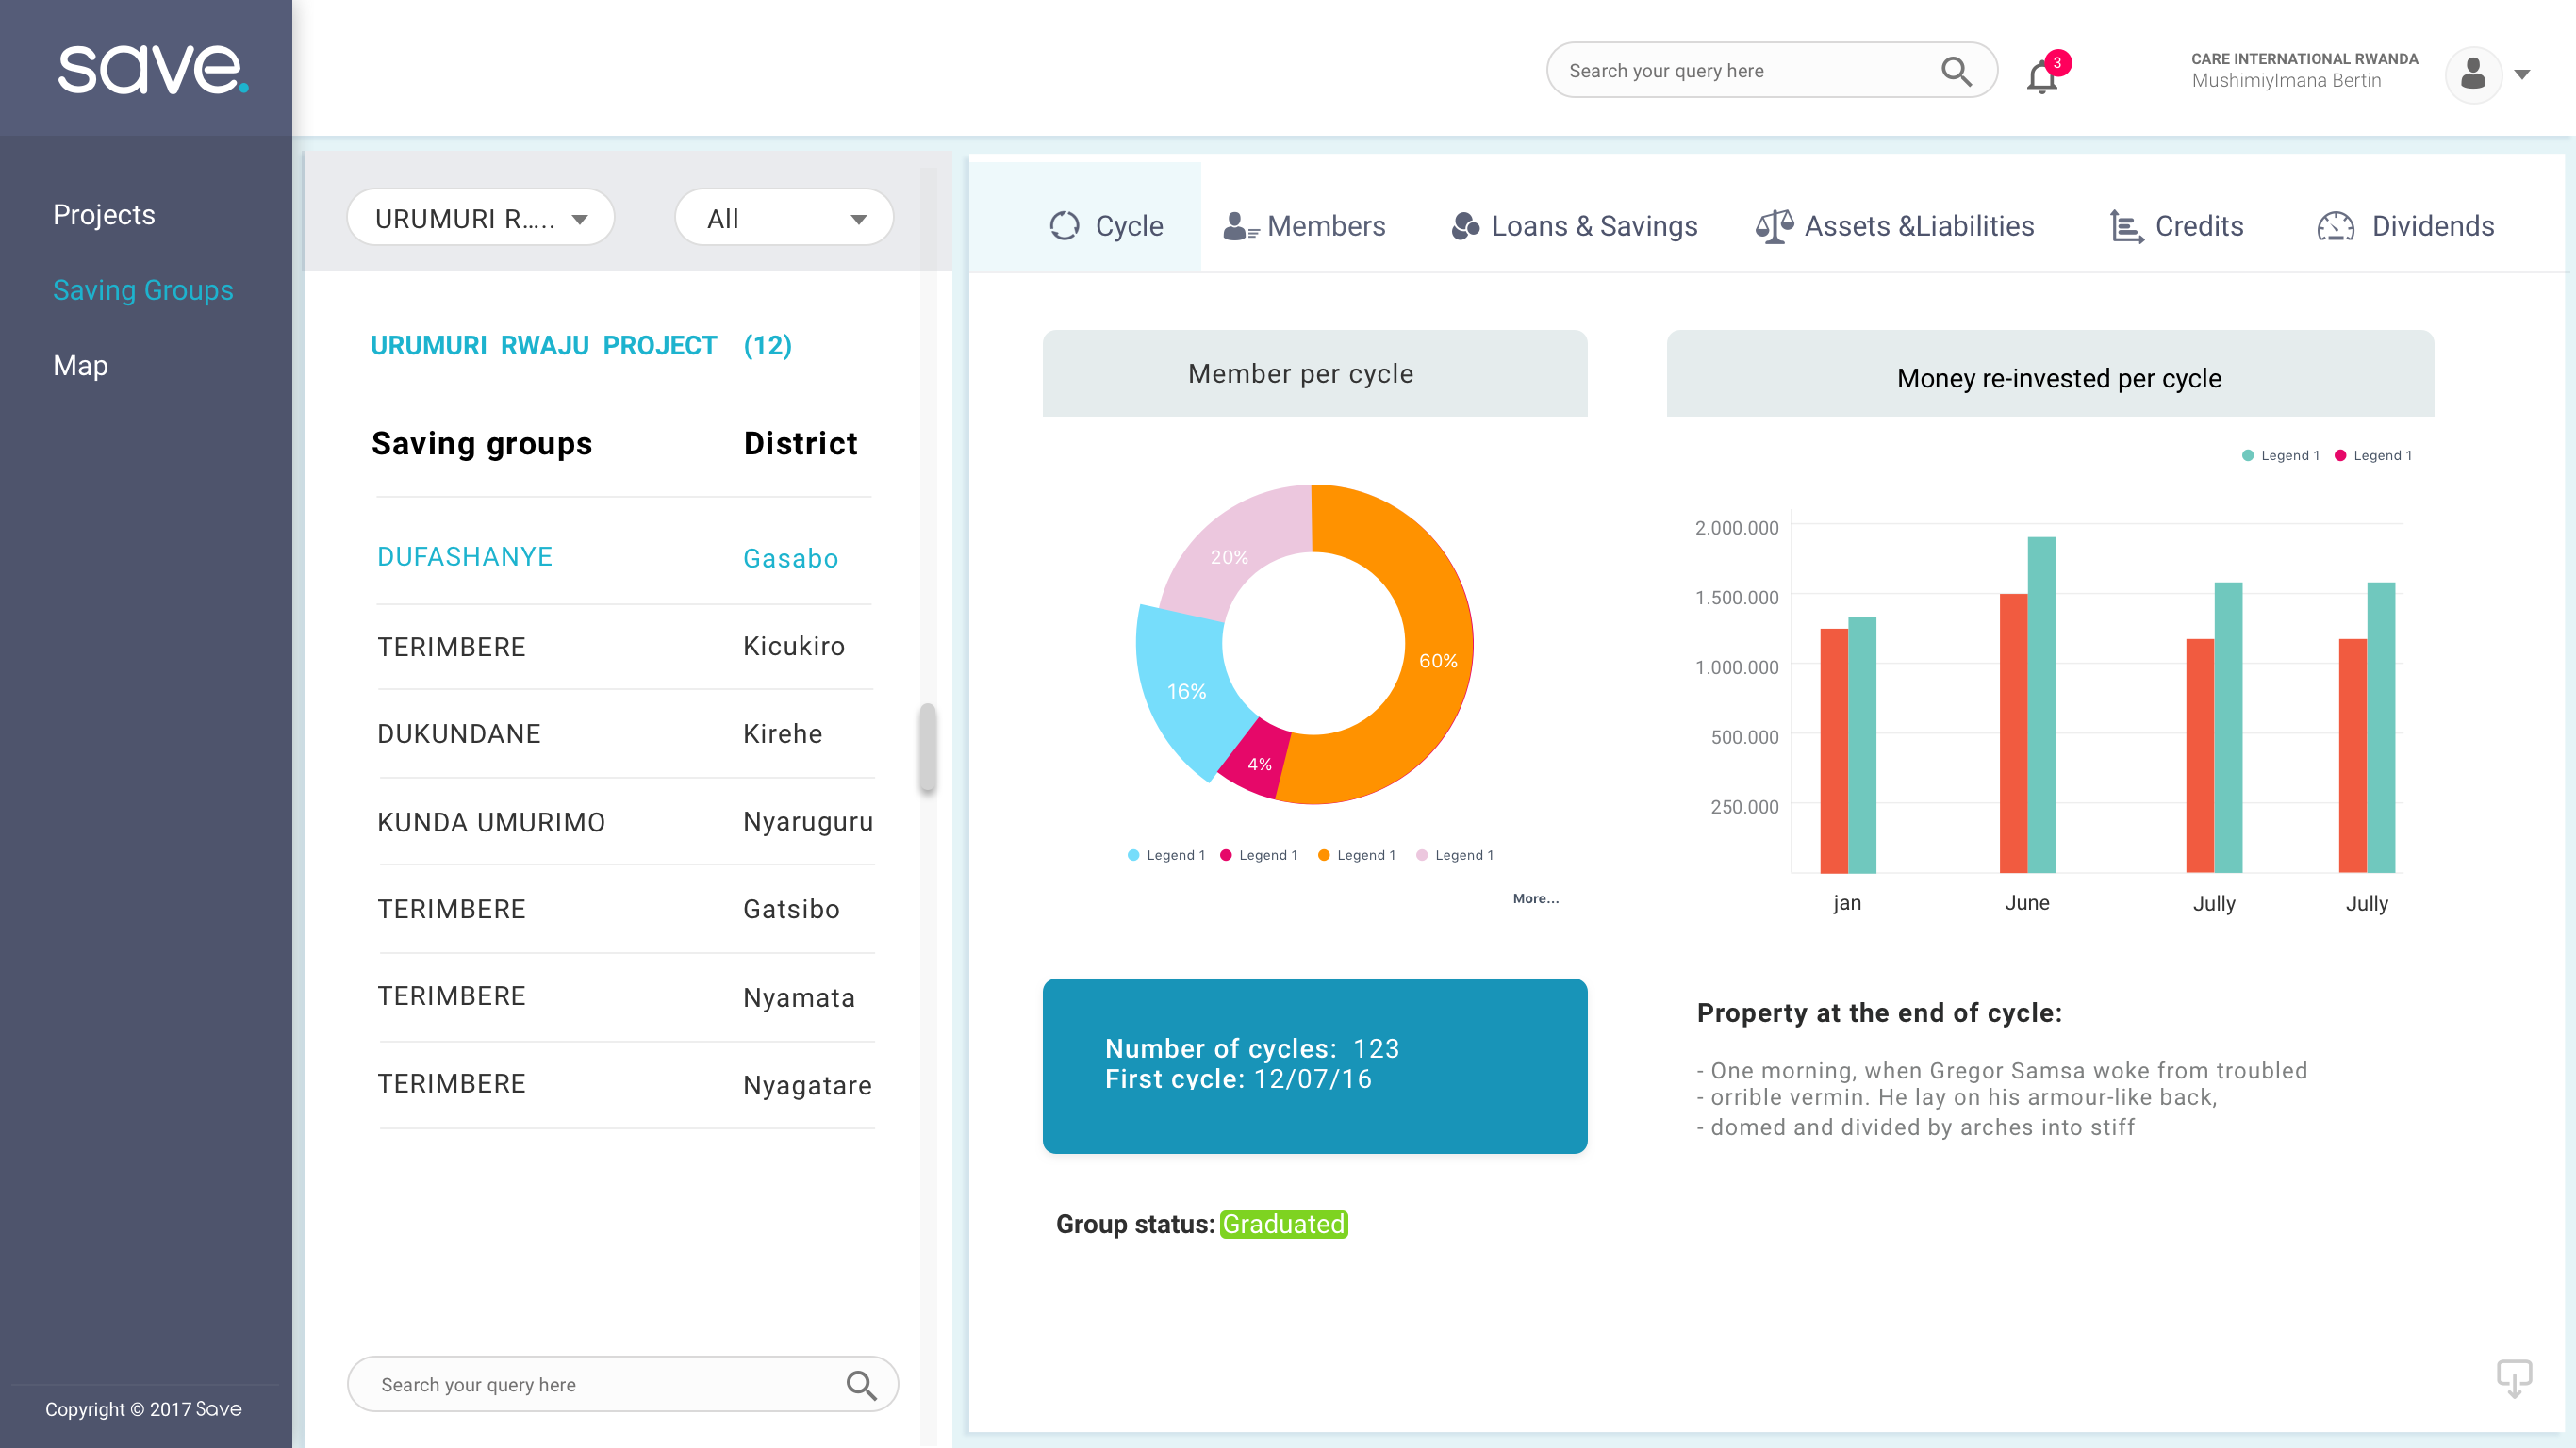 save.
Search your query here
3
CARE INTERNATIONAL RWANDA
MushimiyImana Bertin
Projects
Saving Groups
Map
URUMURI R.....
All
URUMURI RWAJU PROJECT (12)
Saving groups District
DUFASHANYE Gasabo
TERIMBERE Kicukiro
DUKUNDANE Kirehe
KUNDA UMURIMO Nyaruguru
TERIMBERE Gatsibo
TERIMBERE Nyamata
TERIMBERE Nyagatare
Search your query here
Copyright © 2017 Save
Cycle Members Loans & Savings Assets &Liabilities Credits Dividends
Member per cycle
20%
60%
16%
4%
Legend 1 Legend 1 Legend 1 Legend 1
More...
Money re-invested per cycle
Legend 1 Legend 1
2.000.000
1.500.000
1.000.000
500.000
250.000
jan June Jully Jully
Number of cycles: 123
First cycle: 12/07/16
Property at the end of cycle:
- One morning, when Gregor Samsa woke from troubled
- orrible vermin. He lay on his armour-like back,
- domed and divided by arches into stiff
Group status: Graduated